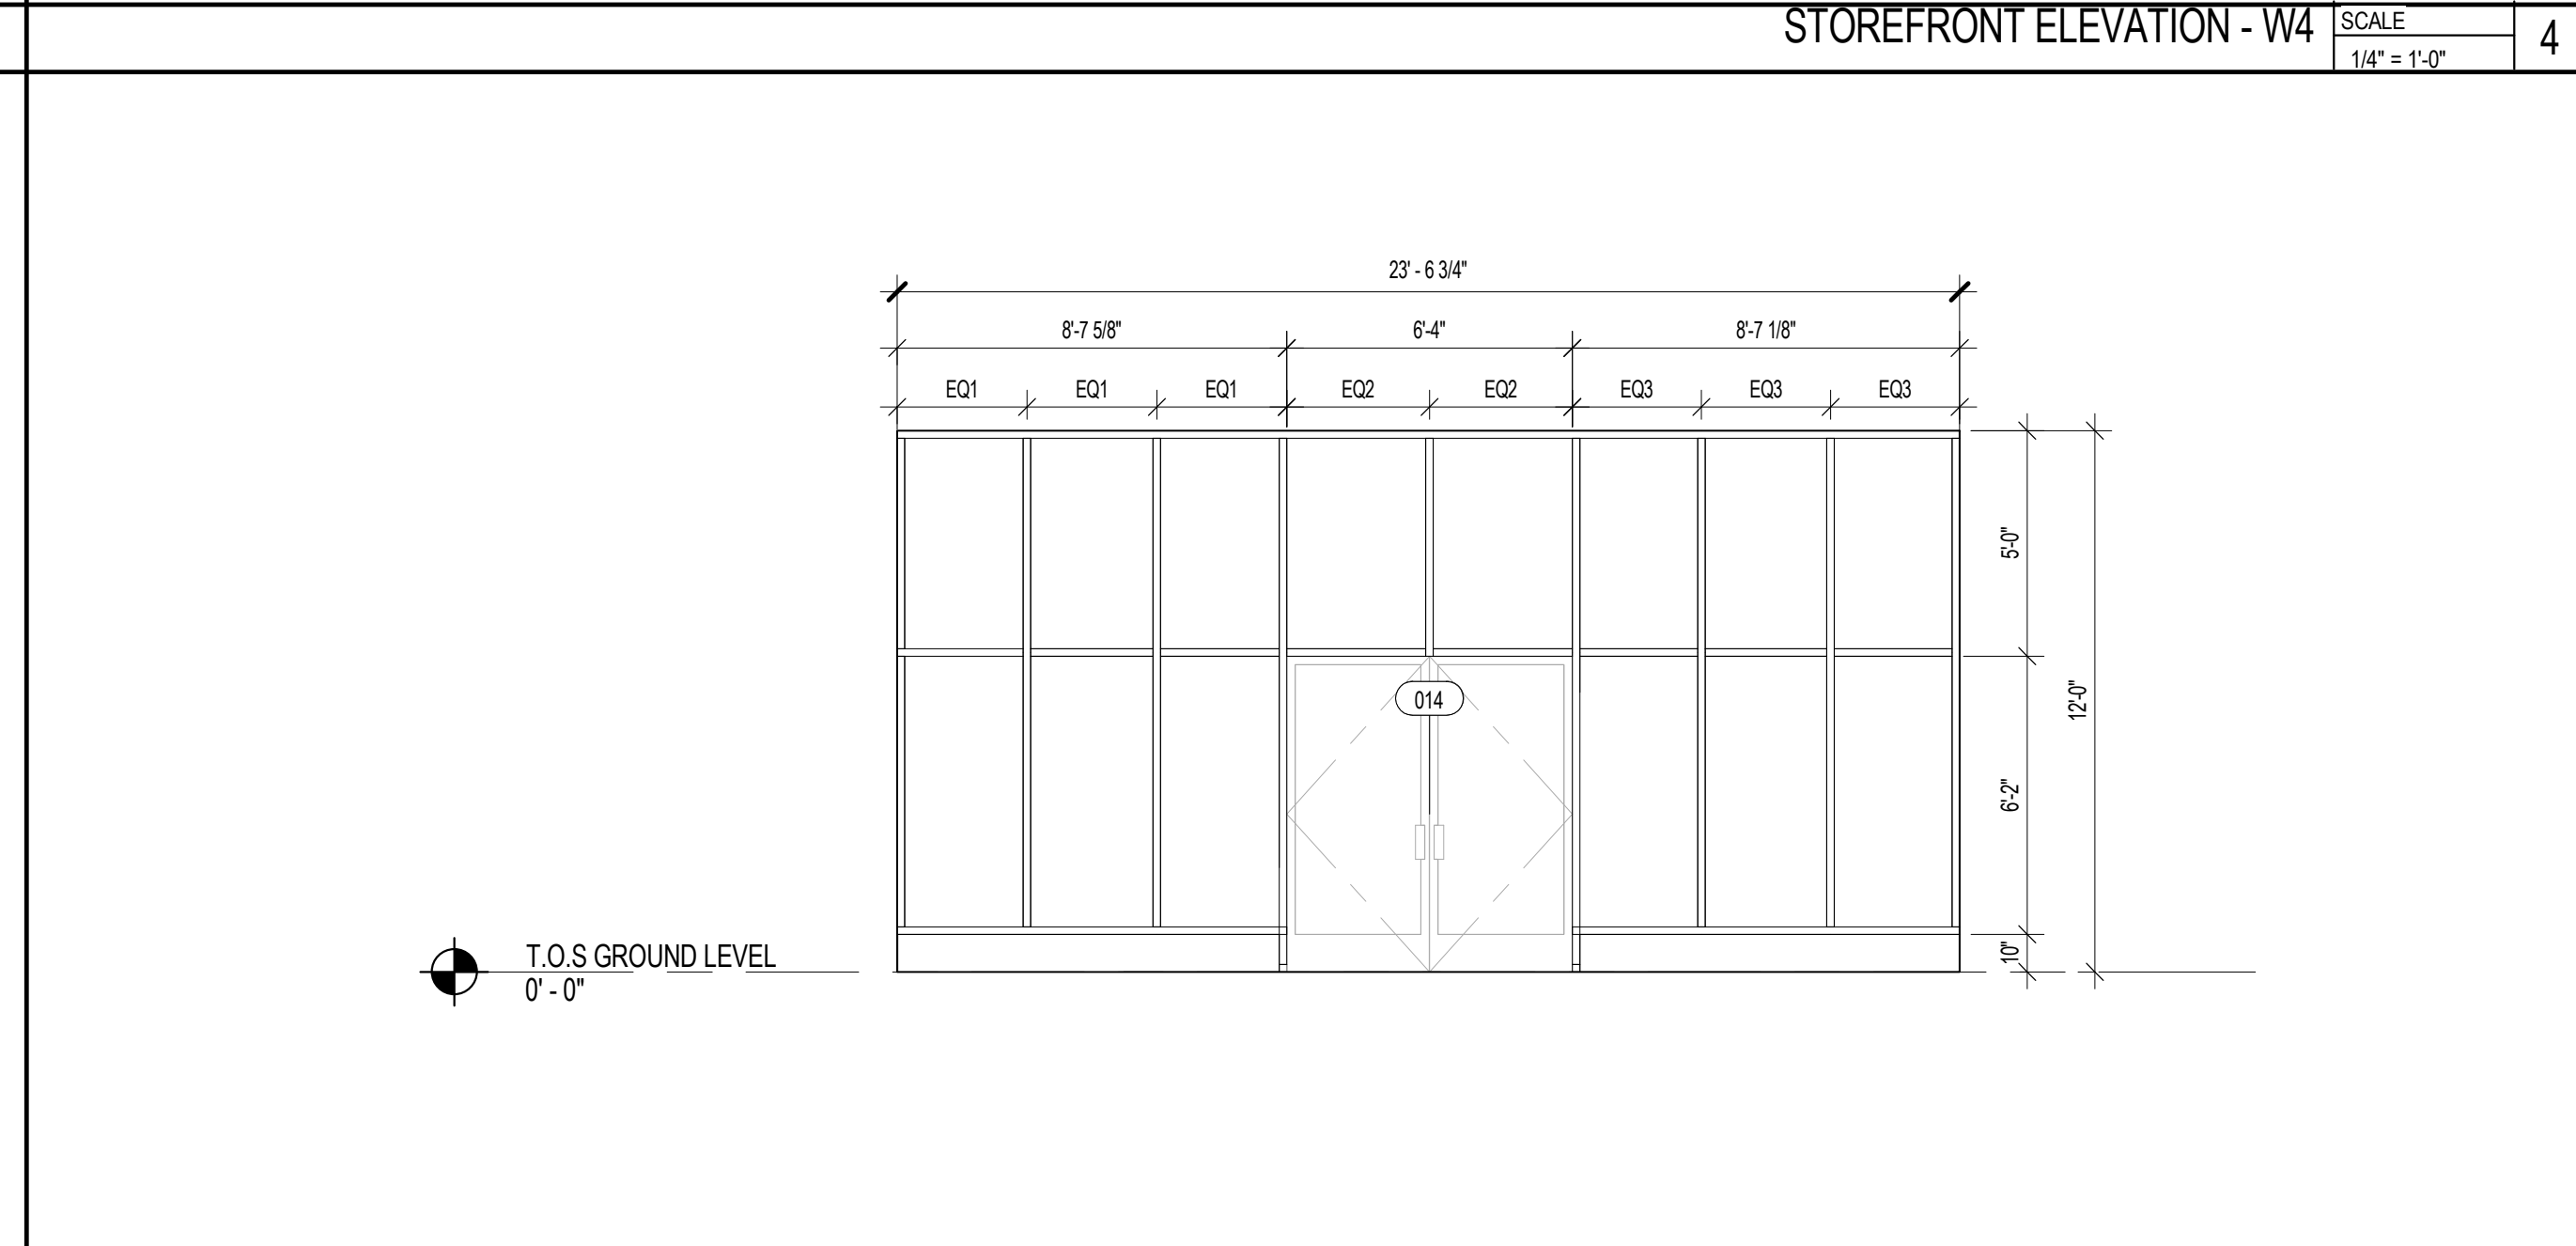 STOREFRONT ELEVATION - W4
SCALE
1/4" = 1'-0"
4
23' - 6 3/4"
8'-7 5/8"
6'-4"
8'-7 1/8"
EQ1
EQ1
EQ1
EQ2
EQ2
EQ3
EQ3
EQ3
5'-0"
014
12'-0"
6'-2"
10"
T.O.S GROUND LEVEL
0' - 0"